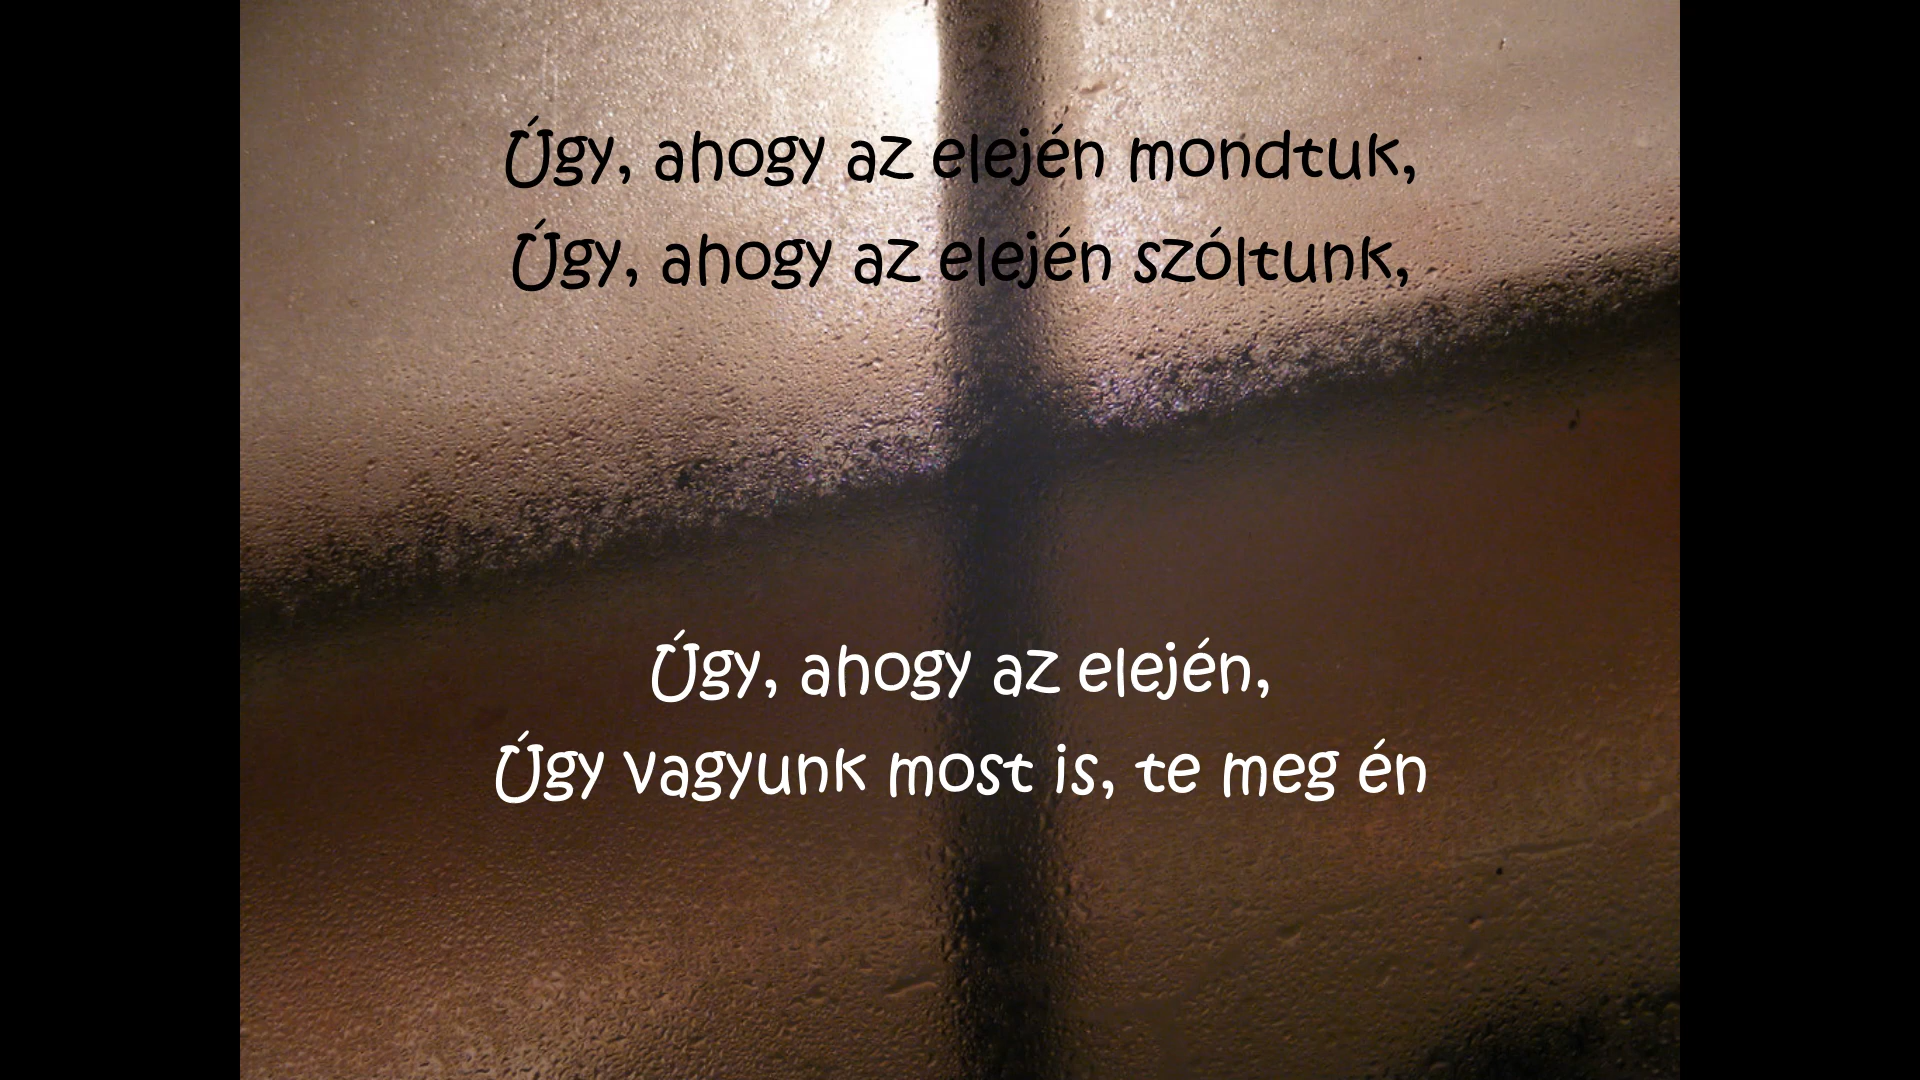 Úgy, ahogy az elején mondtuk,
Úgy, ahogy az elején szóltunk,
Úgy, ahogy az elején,
Úgy vagyunk most is, te meg én